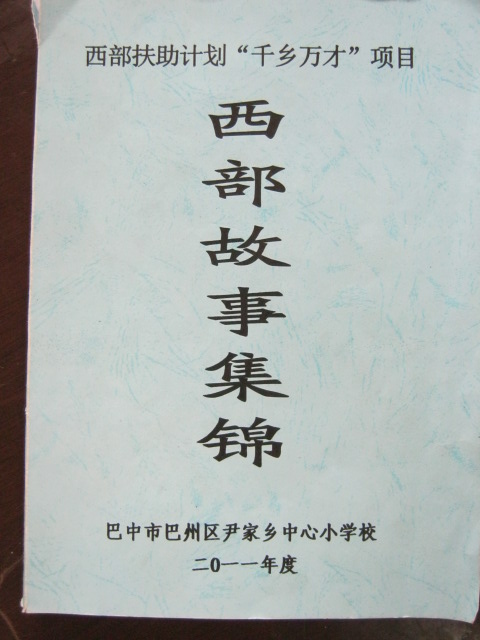 西部扶助计划“千乡万才”项目
西部故事集锦
巴中市巴州区尹家乡中心小学校
二0一一年度